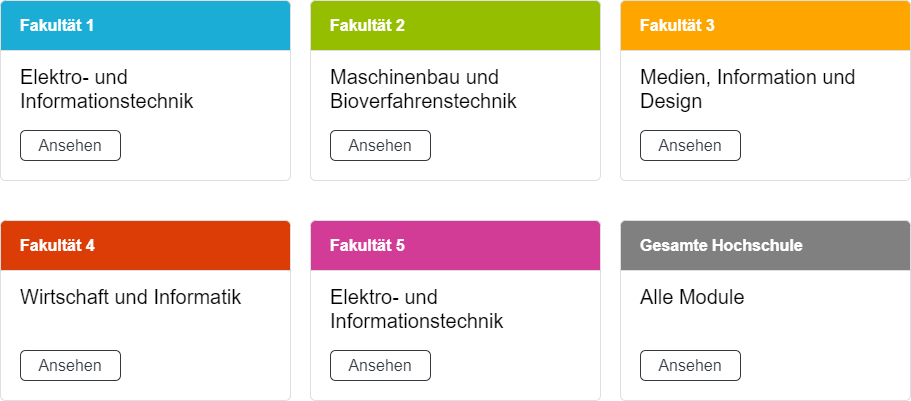 Fakultät 1
Elektro- und
Informationstechnik
Ansehen
Fakultät 2
Maschinenbau und
Bioverfahrenstechnik
Ansehen
Fakultät 3
Medien, Information und
Design
Ansehen
Fakultät 4
Wirtschaft und Informatik
Ansehen
Fakultät 5
Elektro- und
Informationstechnik
Ansehen
Gesamte Hochschule
Alle Module
Ansehen